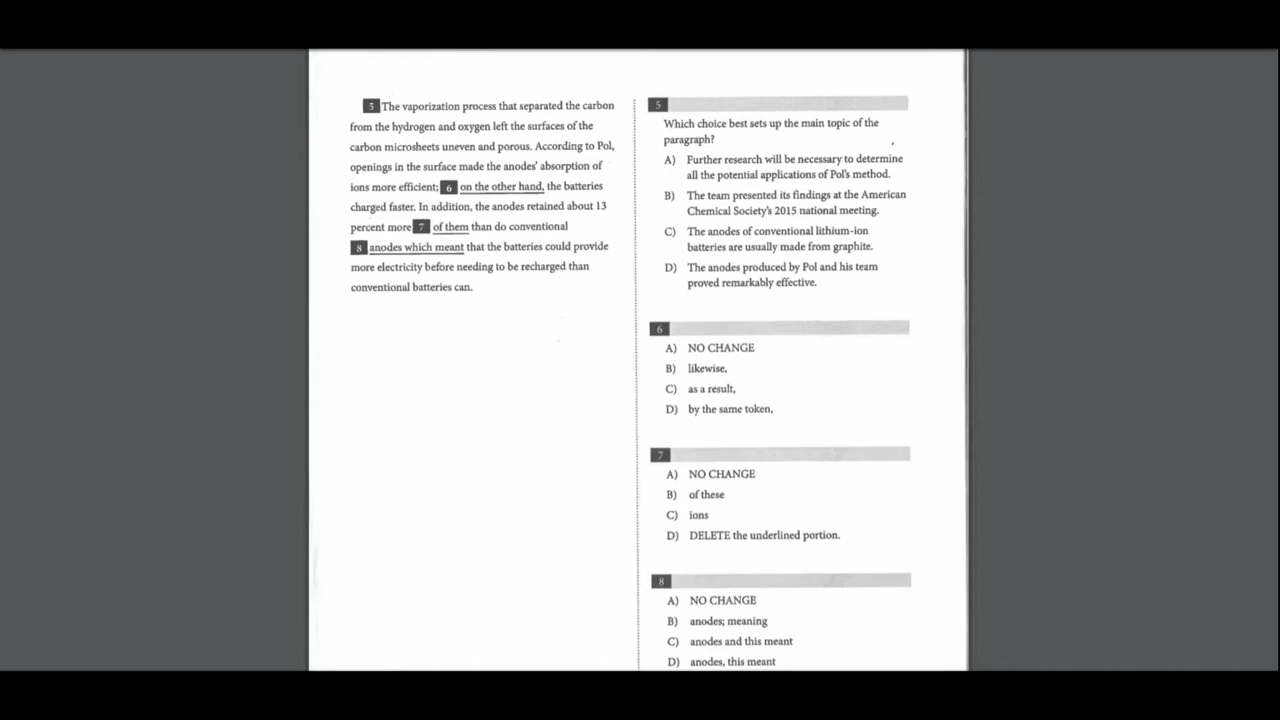 5 The vaporization process that separated the carbon
from the hydrogen and oxygen left the surfaces of the
carbon microsheets uneven and porous. According to Pol,
openings in the surface made the anodes' absorption of
ions more efficient; 6 on the other hand, the batteries
charged faster. In addition, the anodes retained about 13
percent more 7 of them than do conventional
8 anodes which meant that the batteries could provide
more electricity before needing to be recharged than
conventional batteries can.
5
Which choice best sets up the main topic of the
paragraph?
A) Further research will be necessary to determine
all the potential applications of Pol's method.
B) The team presented its findings at the American
Chemical Society's 2015 national meeting.
C) The anodes of conventional lithium-ion
batteries are usually made from graphite.
D) The anodes produced by Pol and his team
proved remarkably effective.
6
A) NO CHANGE
B) likewise,
C) as a result,
D) by the same token,
7
A) NO CHANGE
B) of these
C) ions
D) DELETE the underlined portion.
8
A) NO CHANGE
B) anodes; meaning
C) anodes and this meant
D) anodes, this meant